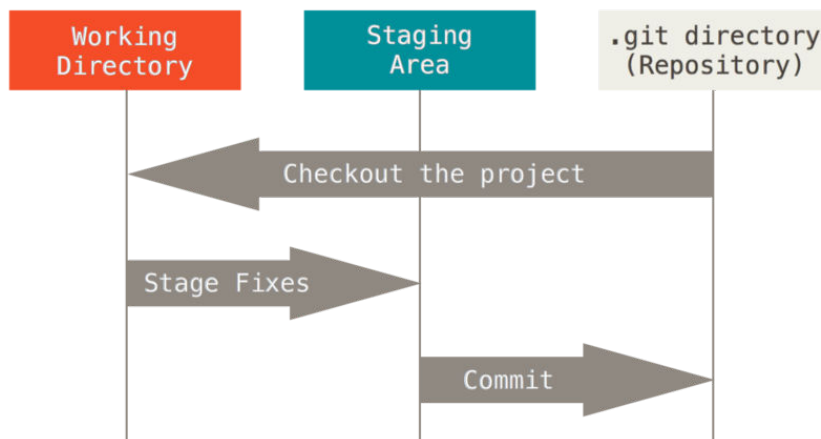 Working
Directory
Staging
Area
.git directory
(Repository)
Checkout the project
Stage Fixes
Commit